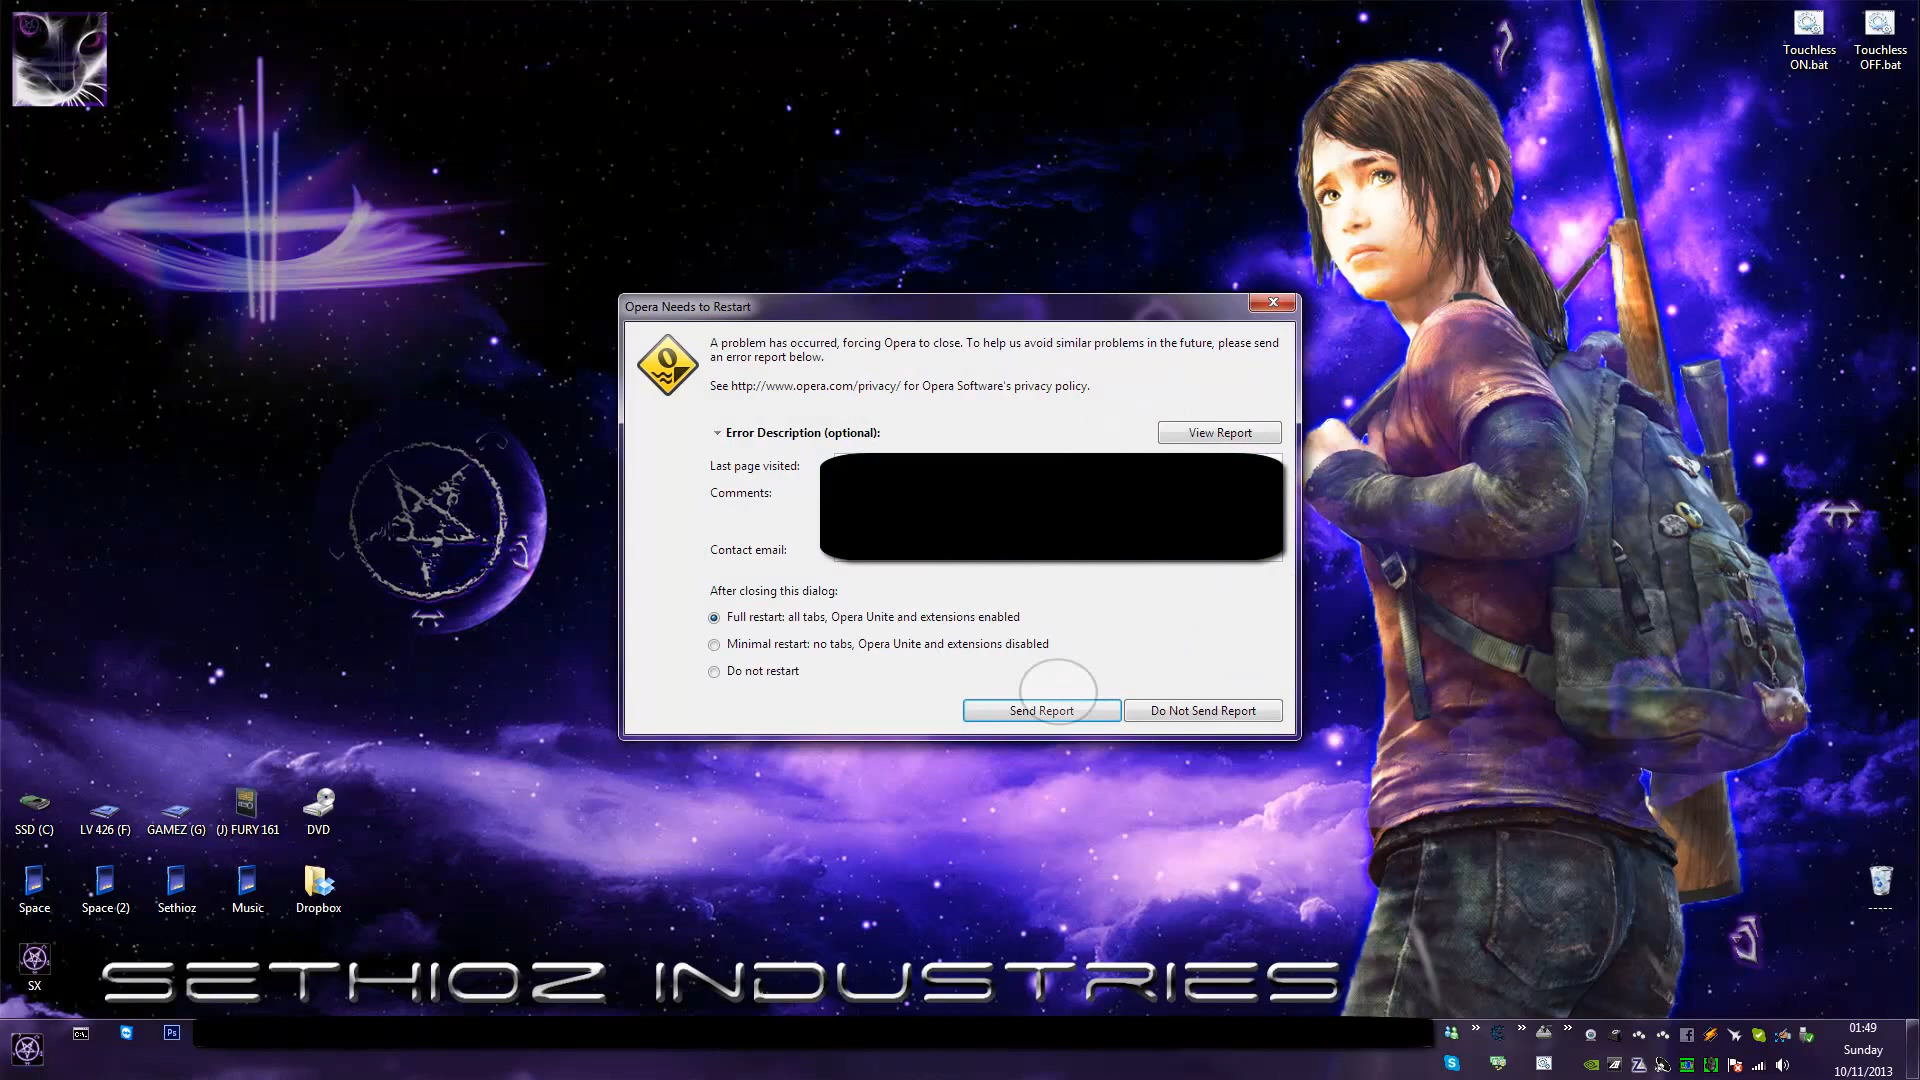 Touchless ON.bat
Touchless OFF.bat
Opera Needs to Restart
A problem has occurred, forcing Opera to close. To help us avoid similar problems in the future, please send
an error report below.
See http://www.opera.com/privacy/ for Opera Software's privacy policy.
Error Description (optional):
View Report
Last page visited:
Comments:
Contact email:
After closing this dialog:
Full restart: all tabs, Opera Unite and extensions enabled
Minimal restart: no tabs, Opera Unite and extensions disabled
Do not restart
Send Report
Do Not Send Report
SSD (C)
LV 426 (F)
GAMEZ (G)
(J) FURY 161
DVD
Space
Space (2)
Sethioz
Music
Dropbox
-----
SX
SETHIOZ INDUSTRIES
C:\.
Ps
01:49
Sunday
10/11/2013